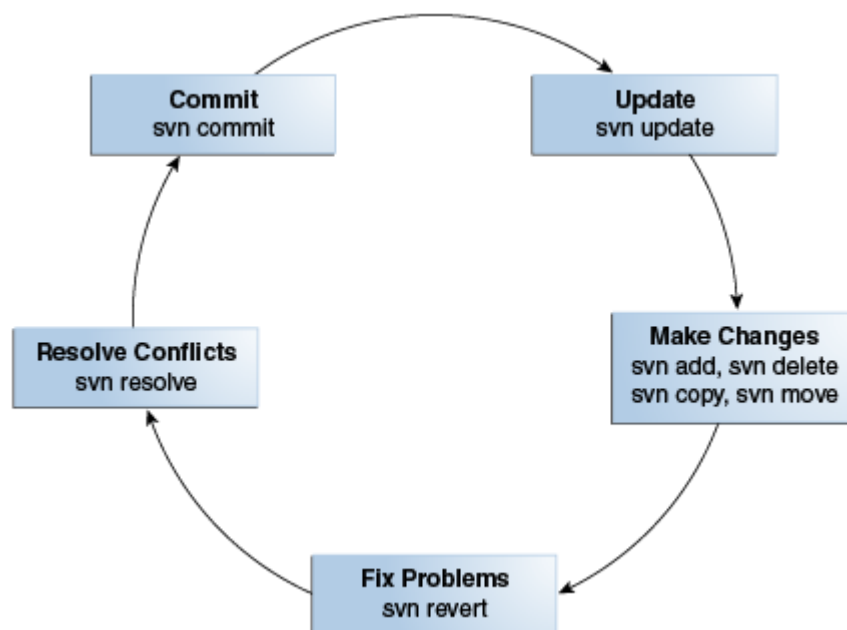 Commit
svn commit
Update
svn update
Make Changes
svn add, svn delete
svn copy, svn move
Fix Problems
svn revert
Resolve Conflicts
svn resolve